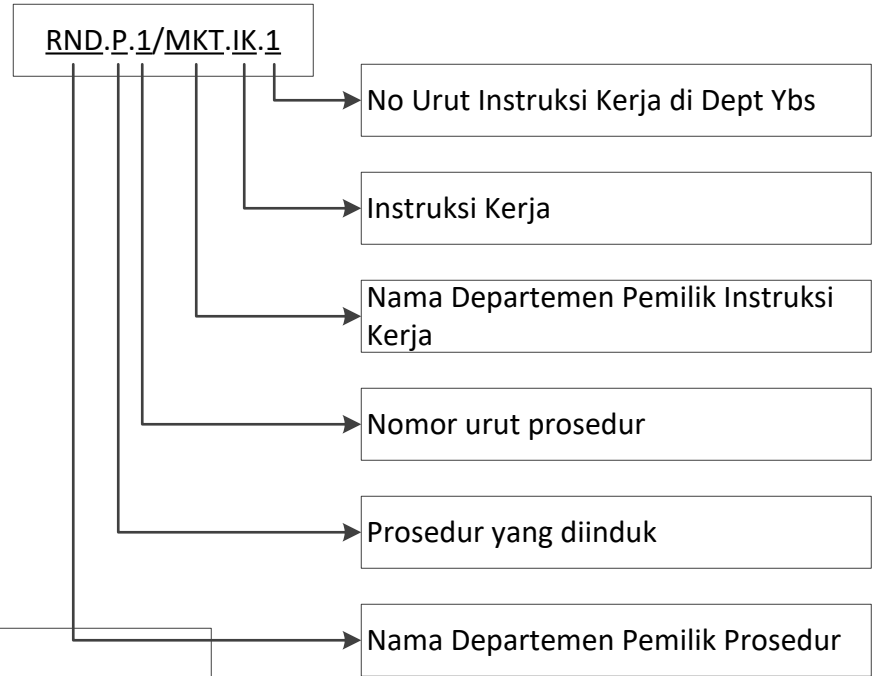 RND.P.1/MKT.IK.1
No Urut Instruksi Kerja di Dept Ybs
Instruksi Kerja
Nama Departemen Pemilik Instruksi
Kerja
Nomor urut prosedur
Prosedur yang diinduk
Nama Departemen Pemilik Prosedur